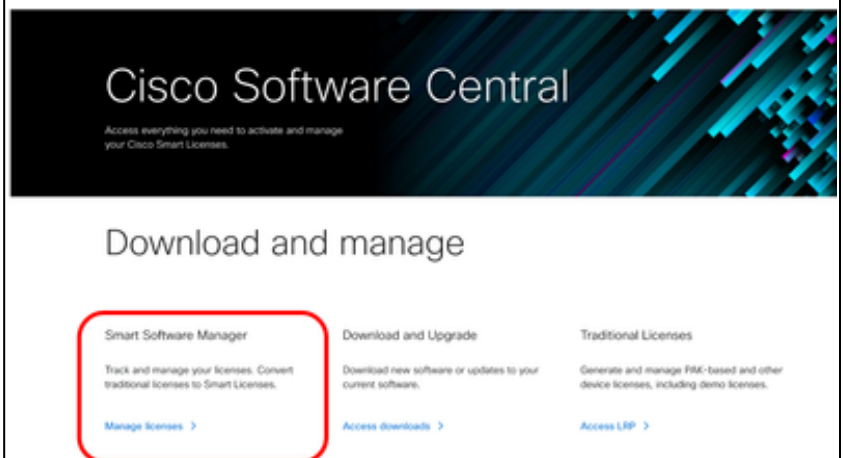 Cisco Software Central
Access everything you need to activate and manage
your Cisco Smart Licenses.
Download and manage
Smart Software Manager
Track and manage your licenses. Convert
traditional licenses to Smart Licenses.
Manage licenses >
Download and Upgrade
Download new software or updates to your
current software.
Access downloads >
Traditional Licenses
Generate and manage PAK-based and other
device licenses, including demo licenses.
Access LRP >